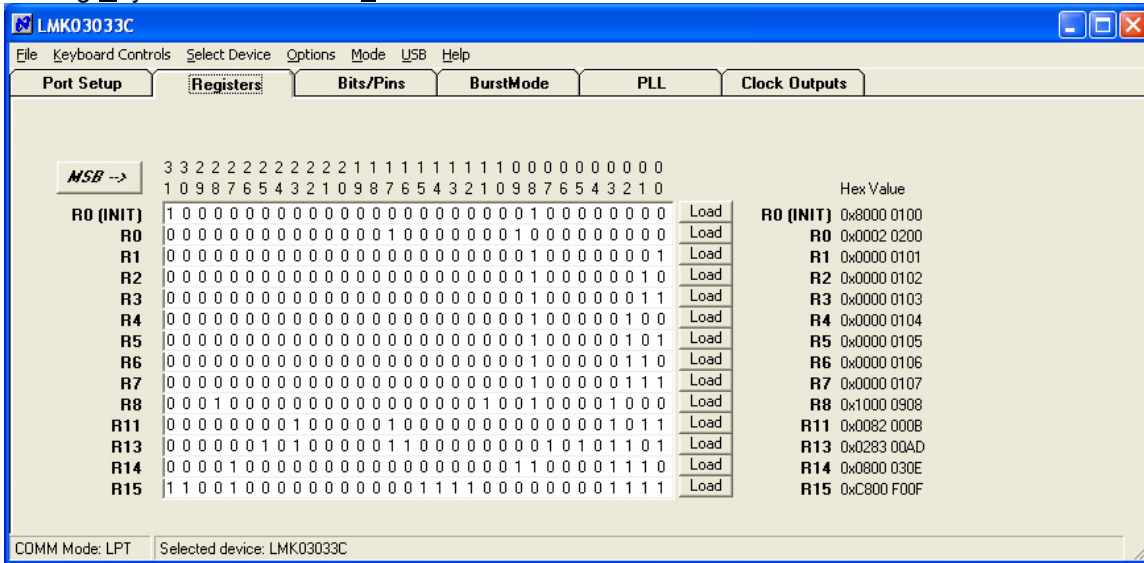 LMK03033C
File Keyboard Controls Select Device Options Mode USB Help
Port Setup Registers Bits/Pins BurstMode PLL Clock Outputs
MSB --> 3 3 2 2 2 2 2 2 2 2 2 2 1 1 1 1 1 1 1 1 1 1 0 0 0 0 0 0 0 0 0 0
1 0 9 8 7 6 5 4 3 2 1 0 9 8 7 6 5 4 3 2 1 0 9 8 7 6 5 4 3 2 1 0 Hex Value
R0 (INIT) 1 0 0 0 0 0 0 0 0 0 0 0 0 0 0 0 0 0 0 0 0 0 0 1 0 0 0 0 0 0 0 0 Load R0 (INIT) 0x8000 0100
R0 0 0 0 0 0 0 0 0 0 0 0 0 0 0 1 0 0 0 0 0 0 0 1 0 0 0 0 0 0 0 0 0 Load R0 0x0002 0200
R1 0 0 0 0 0 0 0 0 0 0 0 0 0 0 0 0 0 0 0 0 0 0 0 1 0 0 0 0 0 0 0 1 Load R1 0x0000 0101
R2 0 0 0 0 0 0 0 0 0 0 0 0 0 0 0 0 0 0 0 0 0 0 0 1 0 0 0 0 0 0 1 0 Load R2 0x0000 0102
R3 0 0 0 0 0 0 0 0 0 0 0 0 0 0 0 0 0 0 0 0 0 0 0 1 0 0 0 0 0 0 1 1 Load R3 0x0000 0103
R4 0 0 0 0 0 0 0 0 0 0 0 0 0 0 0 0 0 0 0 0 0 0 0 1 0 0 0 0 0 1 0 0 Load R4 0x0000 0104
R5 0 0 0 0 0 0 0 0 0 0 0 0 0 0 0 0 0 0 0 0 0 0 0 1 0 0 0 0 0 1 0 1 Load R5 0x0000 0105
R6 0 0 0 0 0 0 0 0 0 0 0 0 0 0 0 0 0 0 0 0 0 0 0 1 0 0 0 0 0 1 1 0 Load R6 0x0000 0106
R7 0 0 0 0 0 0 0 0 0 0 0 0 0 0 0 0 0 0 0 0 0 0 0 1 0 0 0 0 0 1 1 1 Load R7 0x0000 0107
R8 0 0 0 1 0 0 0 0 0 0 0 0 0 0 0 0 0 0 0 0 1 0 0 1 0 0 0 0 1 0 0 0 Load R8 0x1000 0908
R11 0 0 0 0 0 0 0 0 1 0 0 0 0 0 1 0 0 0 0 0 0 0 0 0 0 0 0 0 1 0 1 1 Load R11 0x0082 000B
R13 0 0 0 0 0 0 1 0 1 0 0 0 0 0 1 1 0 0 0 0 0 0 0 0 1 0 1 0 1 1 0 1 Load R13 0x0283 00AD
R14 0 0 0 0 1 0 0 0 0 0 0 0 0 0 0 0 0 0 0 0 0 0 1 1 0 0 0 0 1 1 1 0 Load R14 0x0800 030E
R15 1 1 0 0 1 0 0 0 0 0 0 0 0 0 0 0 1 1 1 1 0 0 0 0 0 0 0 0 1 1 1 1 Load R15 0xC800 F00F
COMM Mode: LPT Selected device: LMK03033C